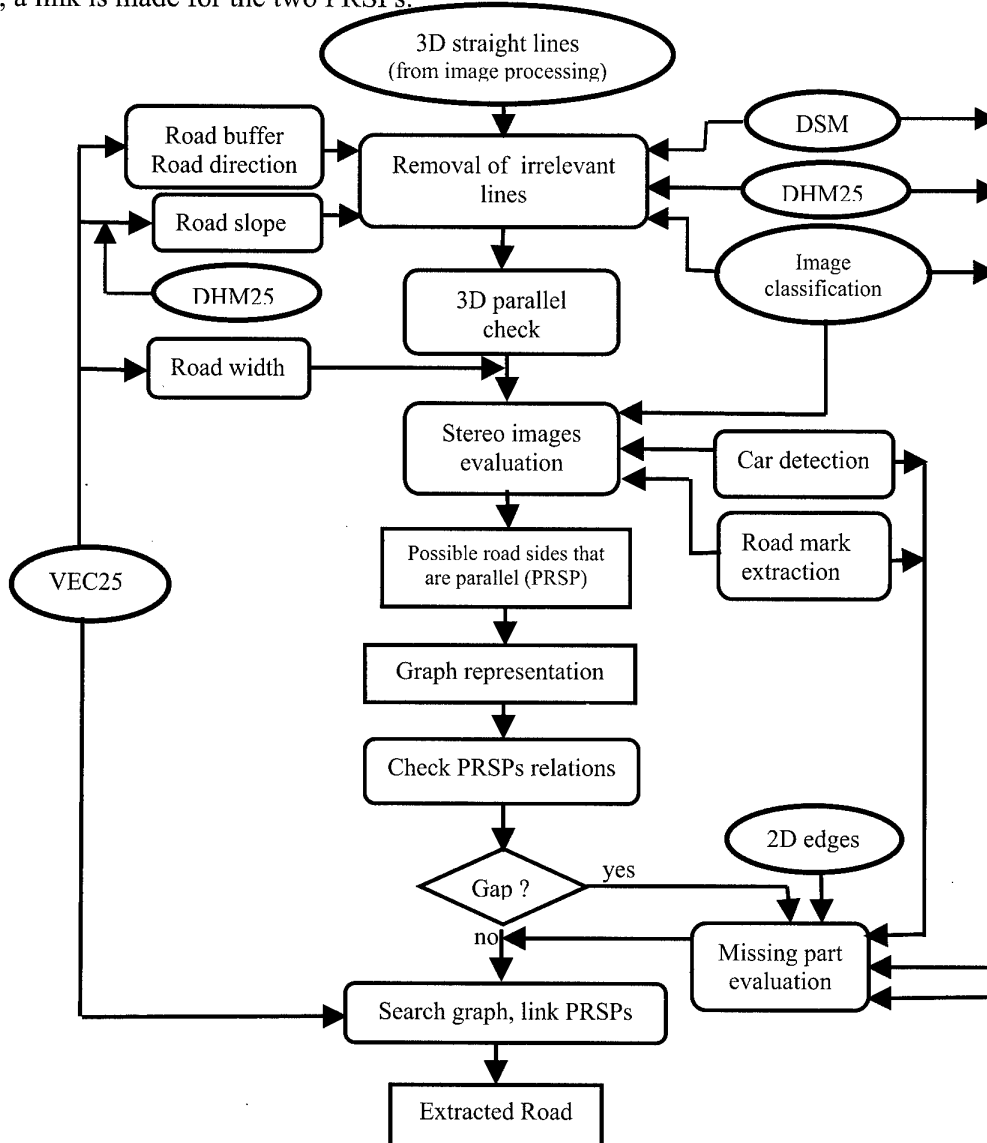 , a link is made for the two PRSPs.
3D straight lines
(from image processing)
Road buffer
Road direction
Removal of irrelevant
lines
DSM
DHM25
Road slope
Image
classification
DHM25
3D parallel
check
Road width
Stereo images
evaluation
Car detection
Road mark
extraction
Possible road sides that
are parallel (PRSP)
VEC25
Graph representation
Check PRSPs relations
2D edges
Gap ?
yes
no
Missing part
evaluation
Search graph, link PRSPs
Extracted Road